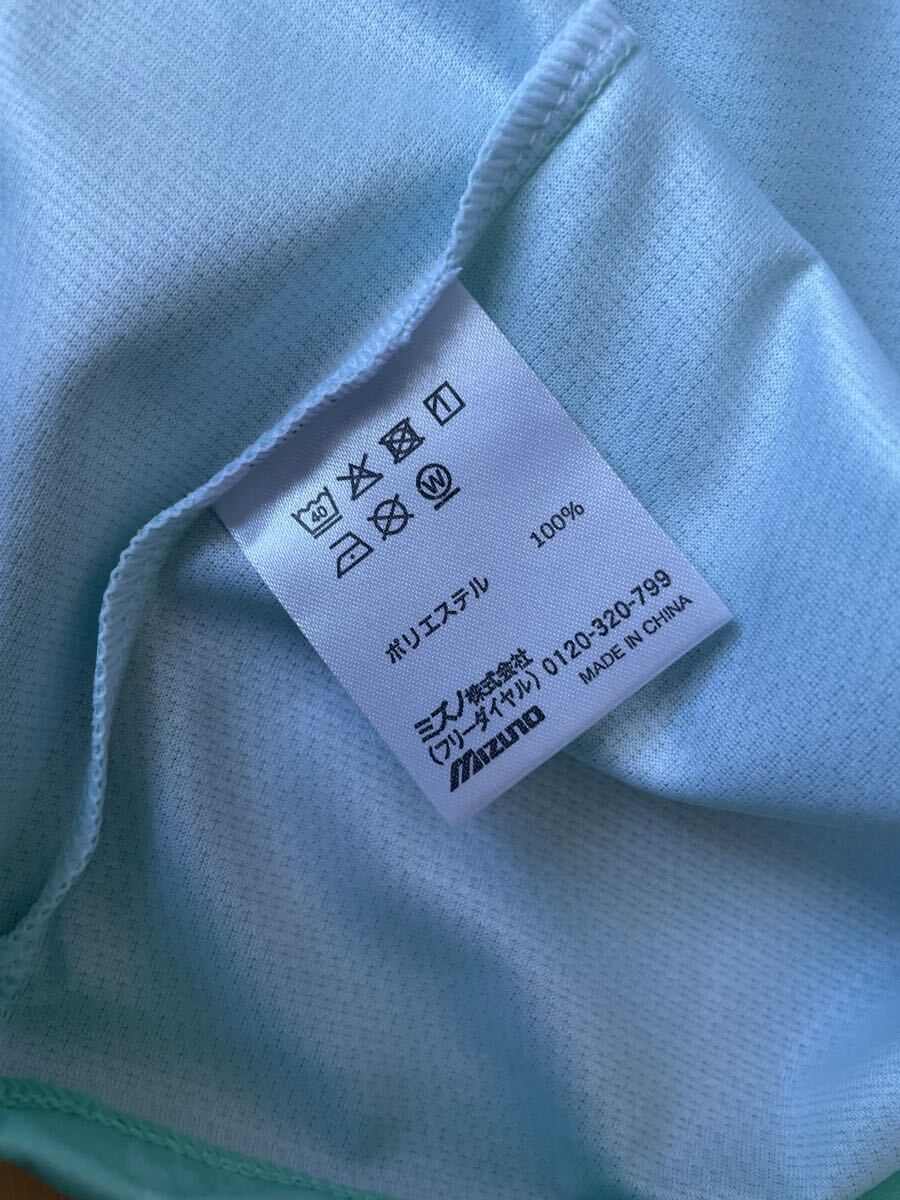 40
W
ポリエステル 100%
ミズノ株式会社
(フリーダイヤル) 0120-320-799
MIZUNO MADE IN CHINA